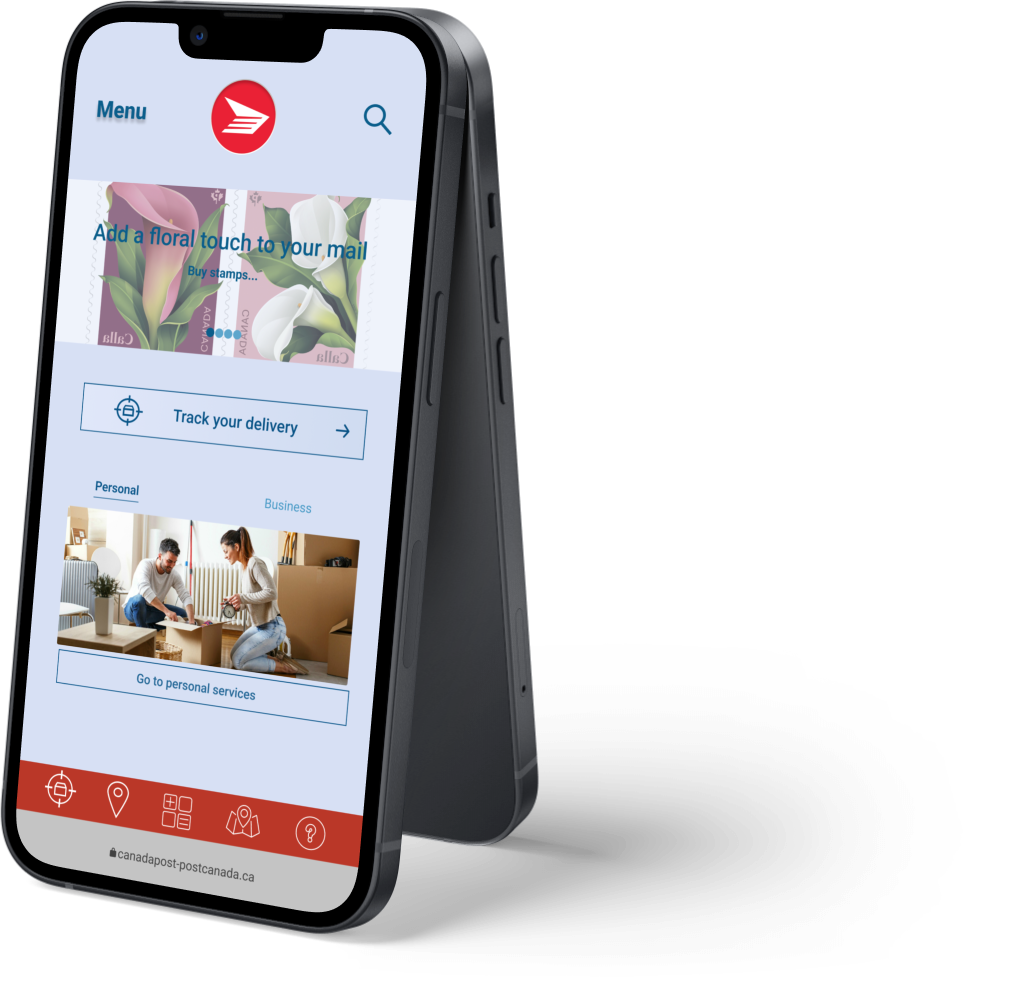 Menu
Add a floral touch to your mail
Buy stamps...
Calla
CANADA
CANADA
Calla
Track your delivery
Personal
Business
Go to personal services
canadapost-postcanada.ca